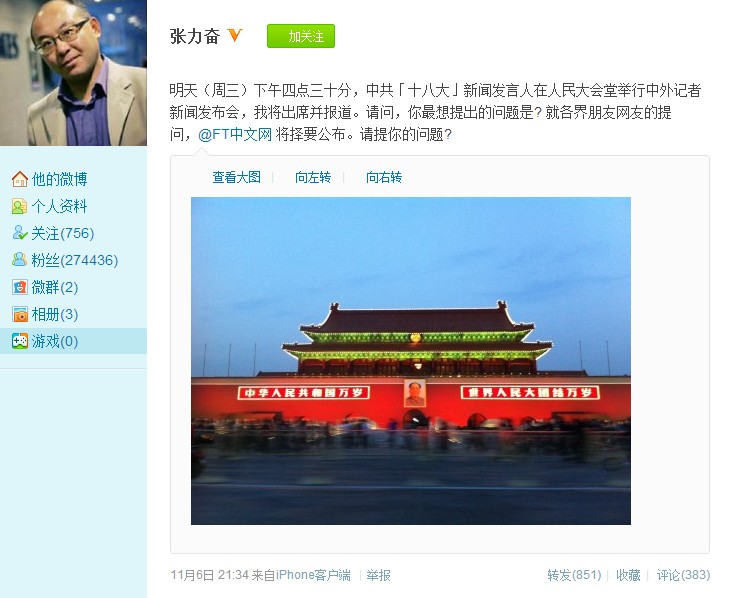 张力奋
加关注
明天（周三）下午四点三十分，中共「十八大」新闻发言人在人民大会堂举行中外记者
新闻发布会，我将出席并报道。请问，你最想提出的问题是? 就各界朋友网友的提
问，@FT中文网 将择要公布。请提你的问题?
查看大图 | 向左转 | 向右转
中华人民共和国万岁
世界人民大团结万岁
11月6日 21:34 来自iPhone客户端 | 举报
转发(851) | 收藏 | 评论(383)
他的微博
个人资料
关注(756)
粉丝(274436)
微群(2)
相册(3)
游戏(0)